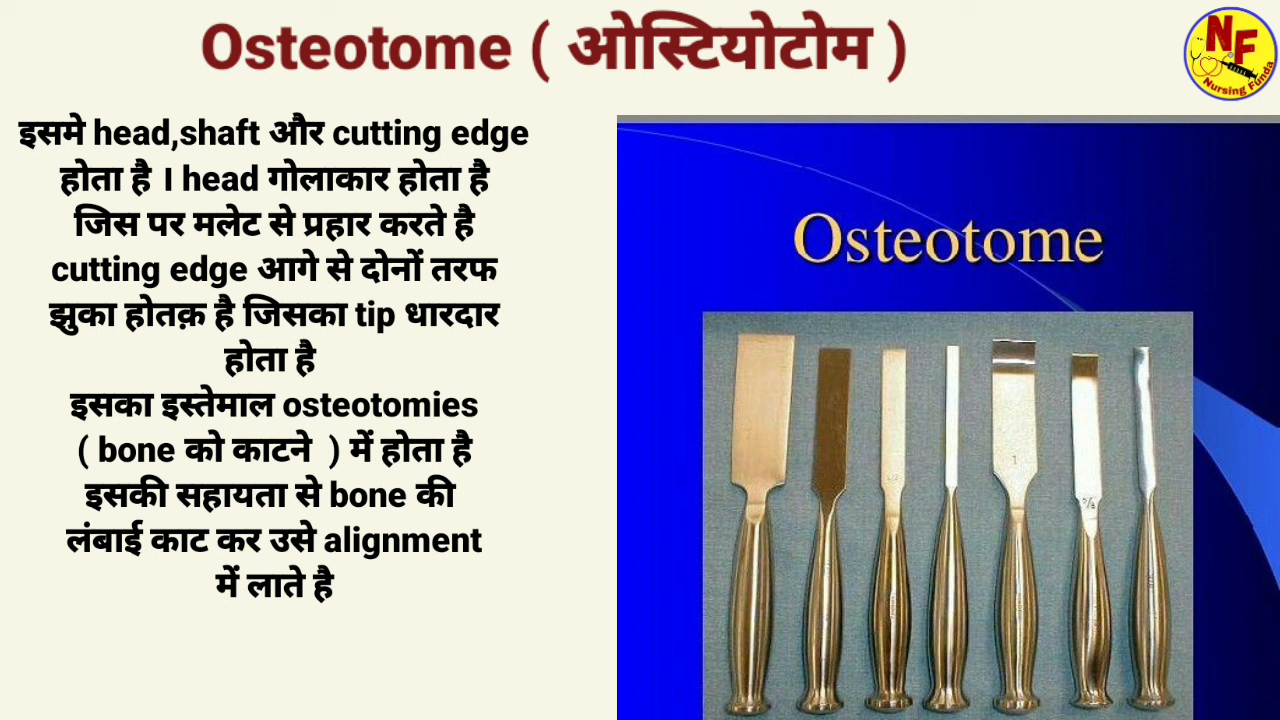 Osteotome ( ओस्टियोटोम )
NF
Nursing Funda
इसमे head,shaft और cutting edge
होता है । head गोलाकार होता है
जिस पर मलेट से प्रहार करते है
cutting edge आगे से दोनों तरफ
झुका होतक़ है जिसका tip धारदार
होता है
इसका इस्तेमाल osteotomies
( bone को काटने ) में होता है
इसकी सहायता से bone की
लंबाई काट कर उसे alignment
में लाते है
Osteotome